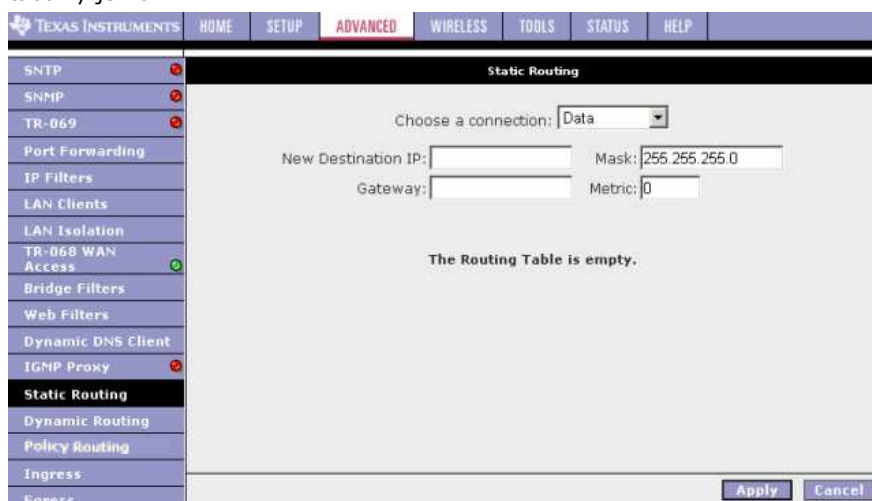 TEXAS INSTRUMENTS HOME SETUP ADVANCED WIRELESS TOOLS STATUS HELP
SNTP
SNMP
TR-069
Port Forwarding
IP Filters
LAN Clients
LAN Isolation
TR-068 WAN
Access
Bridge Filters
Web Filters
Dynamic DNS Client
IGMP Proxy
Static Routing
Dynamic Routing
Policy Routing
Ingress
Egress
Static Routing
Choose a connection: Data
New Destination IP: Mask: 255.255.255.0
Gateway: Metric: 0
The Routing Table is empty.
Apply Cancel